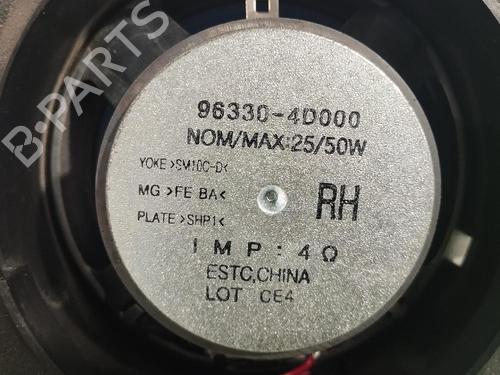 B-PARTS
96330-4D000
NOM/MAX:25/50W
YOKE >SM10C-D<
MG >FE BA<
PLATE >SHP1<
RH
IMP: 4Ω
ESTC,CHINA
LOT CE4